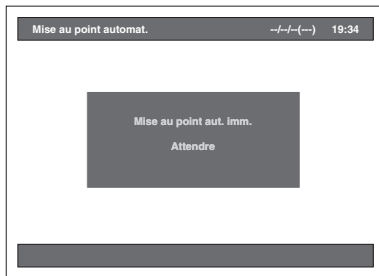 Mise au point automat. --/--/--(---) 19:34
Mise au point aut. imm.
Attendre